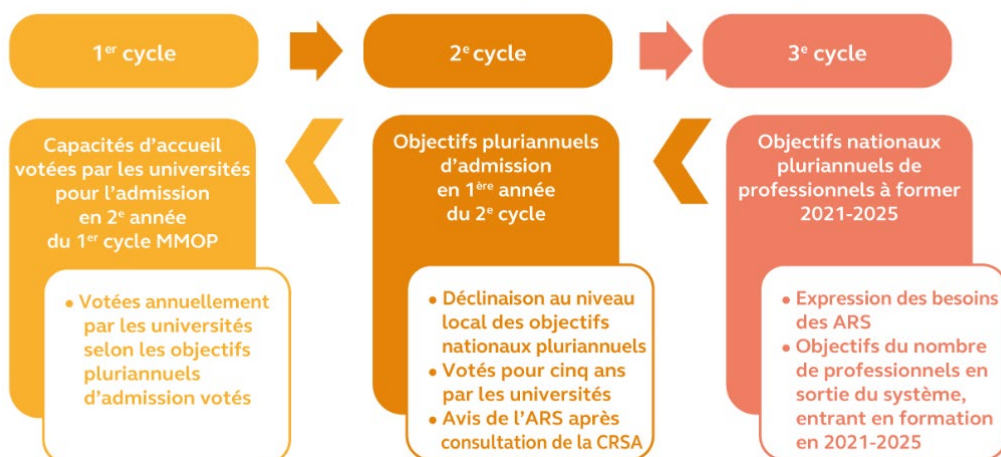 1er cycle
2e cycle
3e cycle
Capacités d’accueil
votées par les universités
pour l’admission
en 2e année
du 1er cycle MMOP
• Votées annuellement
par les universités
selon les objectifs
pluriannuels
d’admission votés
Objectifs pluriannuels
d’admission
en 1ère année
du 2e cycle
• Déclinaison au niveau
local des objectifs
nationaux pluriannuels
• Votés pour cinq ans
par les universités
• Avis de l’ARS après
consultation de la CRSA
Objectifs nationaux
pluriannuels de
professionnels à former
2021-2025
• Expression des besoins
des ARS
• Objectifs du nombre
de professionnels en
sortie du système,
entrant en formation
en 2021-2025